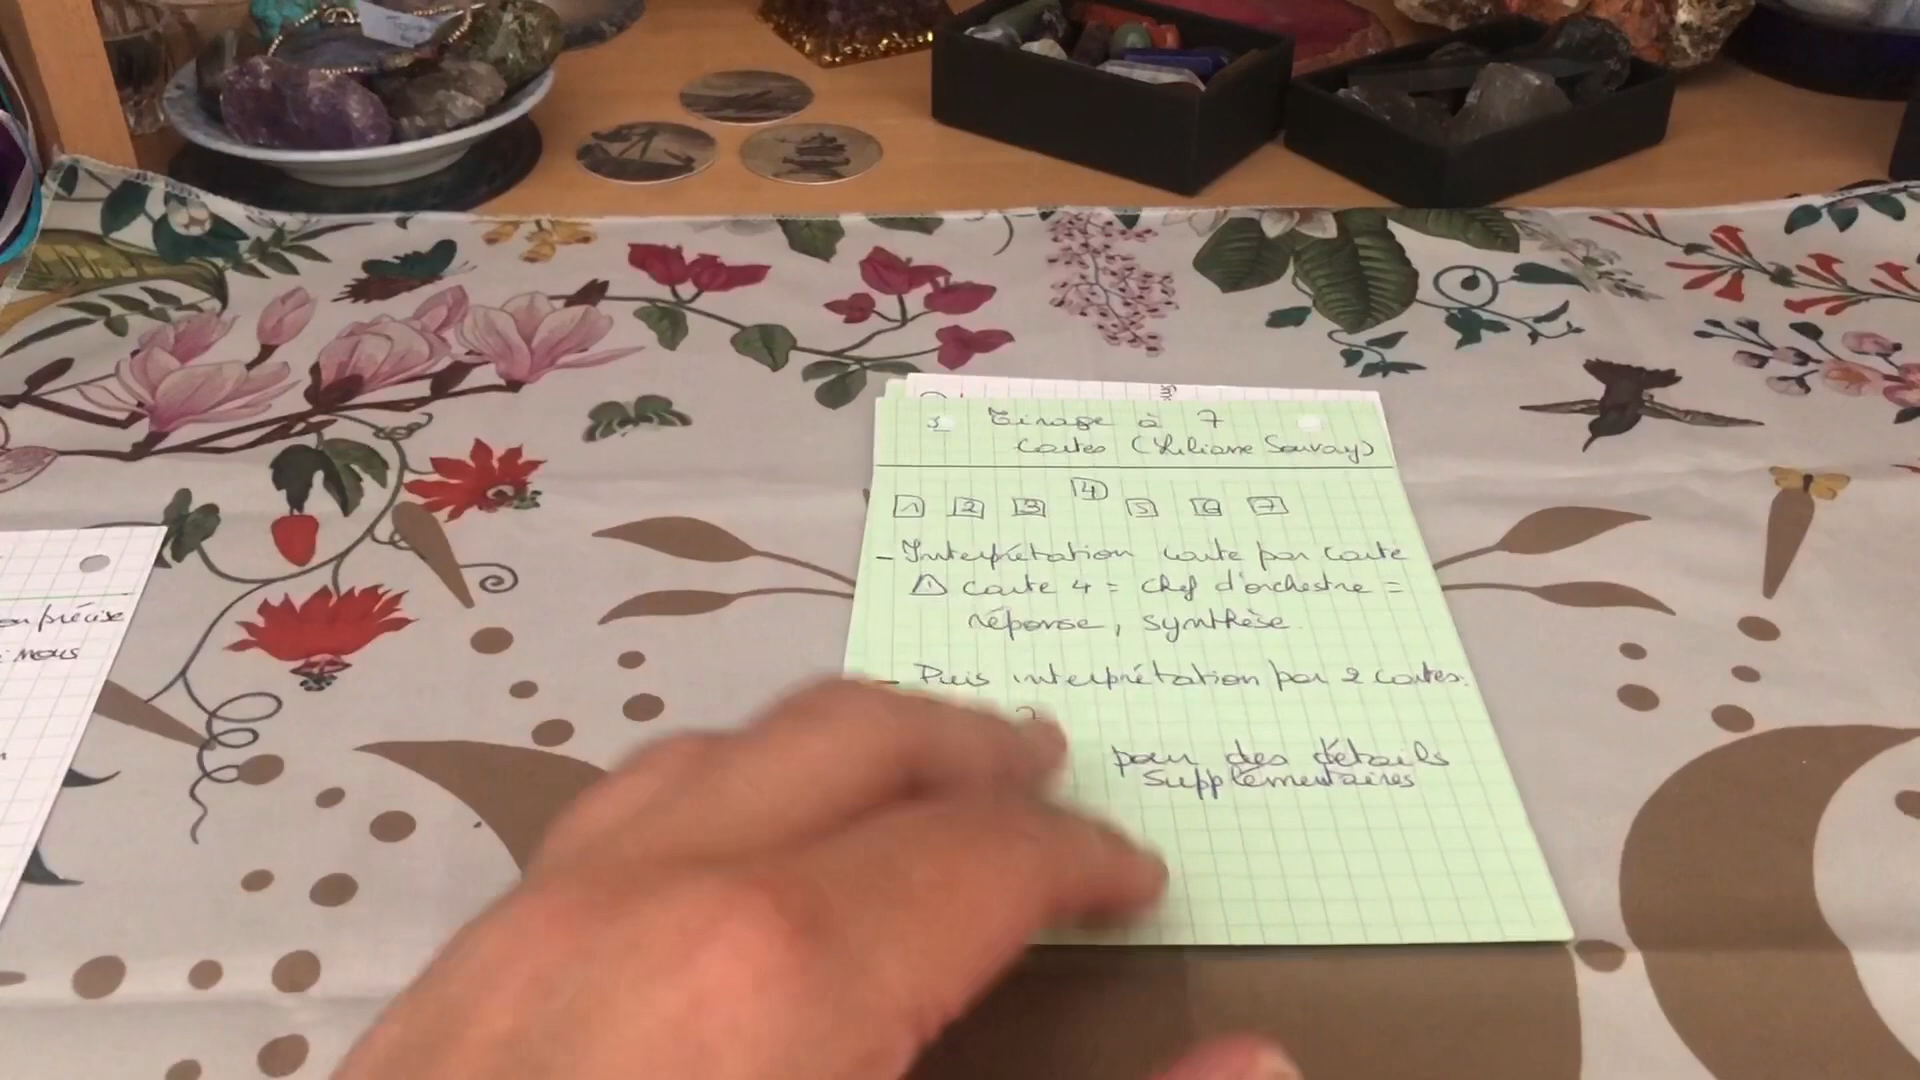 Tirage à 7
Cartes (Liliane Souvay)
4
1 2 3 5 6 7
- Interprétation carte par carte
⚠ Carte 4 = Chef d'orchestre =
réponse, synthèse.
- Puis interprétation par 2 cartes.
pour des détails
supplémentaires
précise
nous